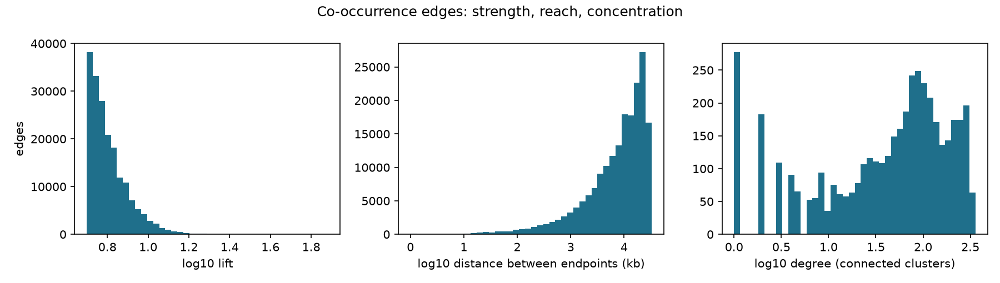 Co-occurrence edges: strength, reach, concentration
edges
40000
30000
20000
10000
0
0.8 1.0 1.2 1.4 1.6 1.8
log10 lift
25000
20000
15000
10000
5000
0
0 1 2 3 4
log10 distance between endpoints (kb)
250
200
150
100
50
0
0.0 0.5 1.0 1.5 2.0 2.5
log10 degree (connected clusters)